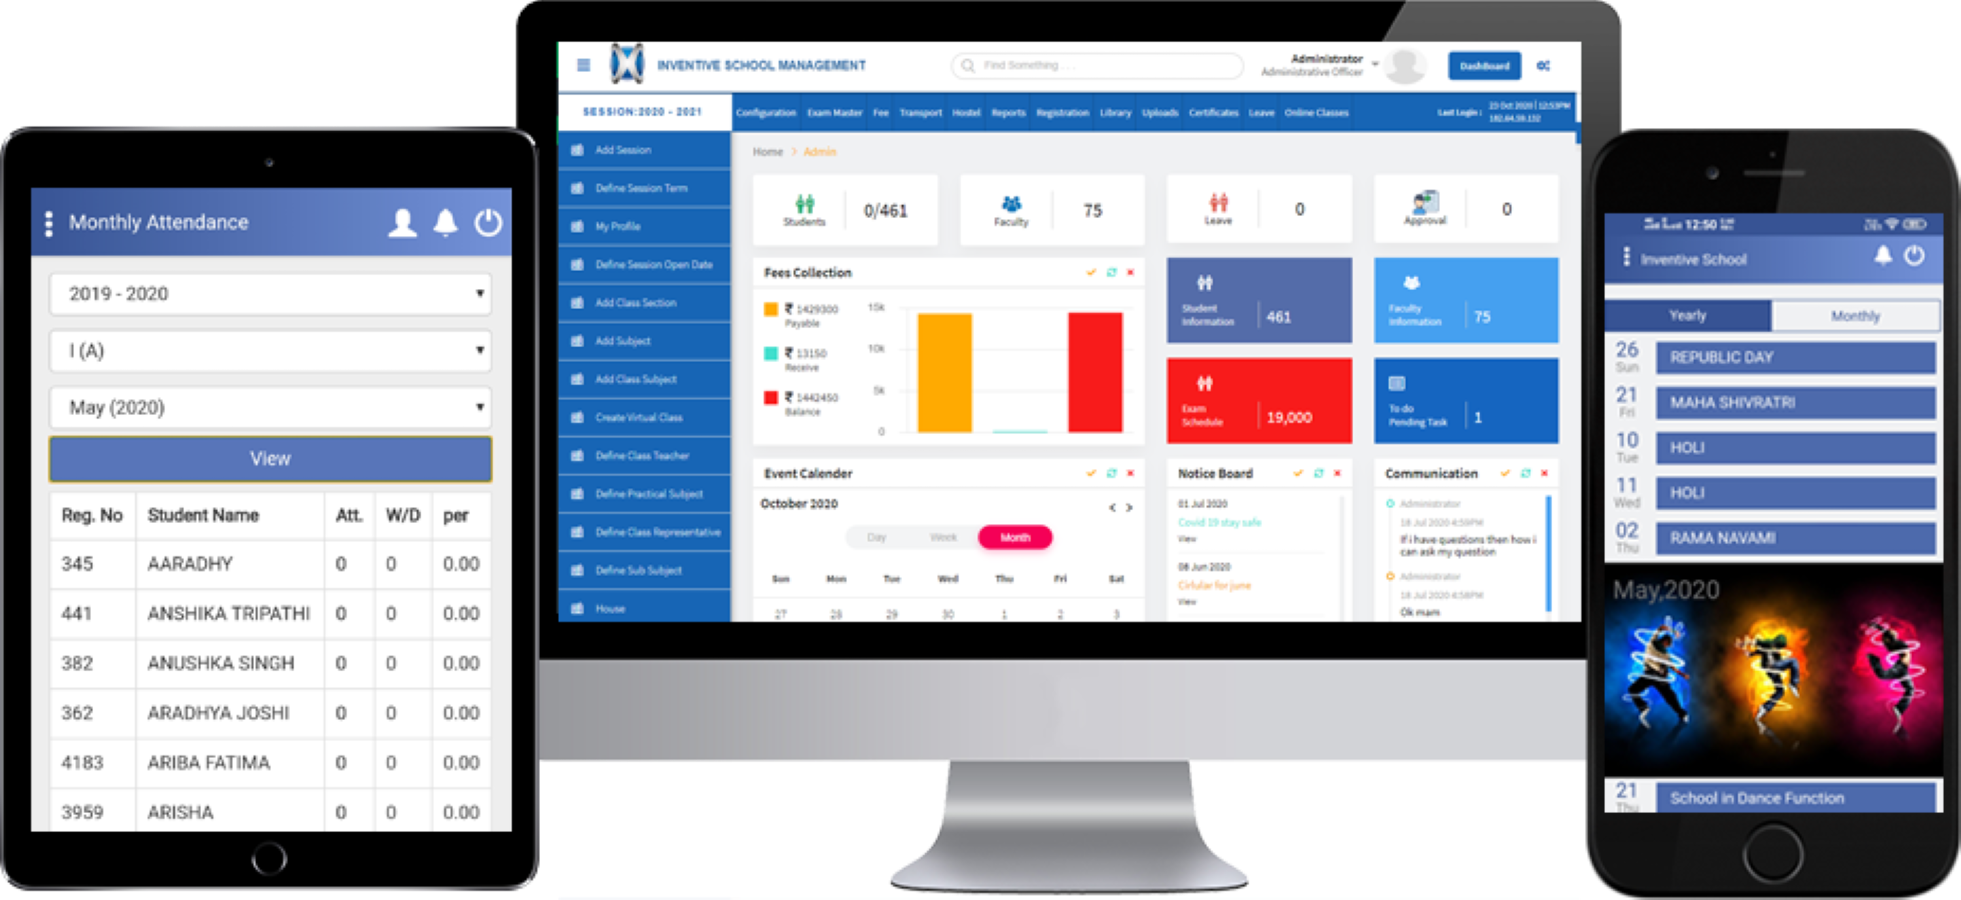 Monthly Attendance
2019 - 2020
I (A)
May (2020)
View
Reg. No Student Name Att. W/D per
345 AARADHY 0 0 0.00
441 ANSHIKA TRIPATHI 0 0 0.00
382 ANUSHKA SINGH 0 0 0.00
362 ARADHYA JOSHI 0 0 0.00
4183 ARIBA FATIMA 0 0 0.00
3959 ARISHA 0 0 0.00
INVENTIVE SCHOOL MANAGEMENT
Find Something . . .
Administrator
Administrative Officer
DashBoard
SESSION:2020 - 2021
Configuration Exam Master Fee Transport Hostel Reports Registration Library Uploads Certificates Leave Online Classes
Last Login :
23 Oct 2020 | 12:53PM
182.64.59.132
Add Session
Define Session Term
My Profile
Define Session Open Date
Add Class Section
Add Subject
Add Class Subject
Create Virtual Class
Define Class Teacher
Define Practical Subject
Define Class Representative
Define Sub Subject
House
Home > Admin
Students 0/461
Faculty 75
Leave 0
Approval 0
Fees Collection
₹ 1429300
Payable
₹ 13150
Receive
₹ 1442450
Balance
15k
10k
5k
0
Student
Information 461
Faculty
Information 75
Exam
Schedule 19,000
To do
Pending Task 1
Event Calender
October 2020
< >
Day Week Month
Sun Mon Tue Wed Thu Fri Sat
27 28 29 30 1 2 3
Notice Board
01 Jul 2020
Covid 19 stay safe
View
08 Jun 2020
Cirlular for june
View
Communication
Administrator
18 Jul 2020 4:59PM
If i have questions then how i
can ask my question
Administrator
18 Jul 2020 4:58PM
Ok mam
12:50
Inventive School
Yearly Monthly
26
Sun
REPUBLIC DAY
21
Fri
MAHA SHIVRATRI
10
Tue
HOLI
11
Wed
HOLI
02
Thu
RAMA NAVAMI
May,2020
21
Thu
School in Dance Function